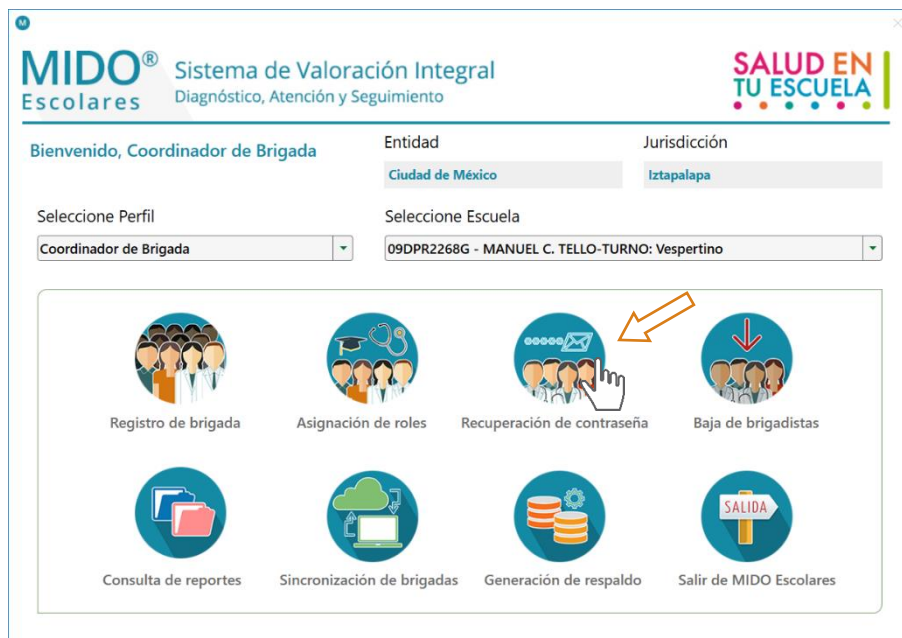 M
MIDO®
Escolares
Sistema de Valoración Integral
Diagnóstico, Atención y Seguimiento
SALUD EN
TU ESCUELA
Bienvenido, Coordinador de Brigada
Entidad
Jurisdicción
Ciudad de México
Iztapalapa
Seleccione Perfil
Seleccione Escuela
Coordinador de Brigada
09DPR2268G - MANUEL C. TELLO-TURNO: Vespertino
Registro de brigada
Asignación de roles
Recuperación de contraseña
Baja de brigadistas
SALIDA
Consulta de reportes
Sincronización de brigadas
Generación de respaldo
Salir de MIDO Escolares